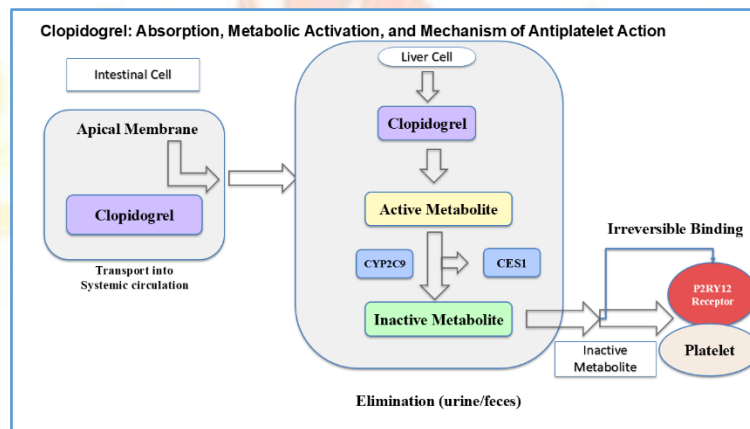 Clopidogrel: Absorption, Metabolic Activation, and Mechanism of Antiplatelet Action
Intestinal Cell
Apical Membrane
Clopidogrel
Transport into
Systemic circulation
Liver Cell
Clopidogrel
Active Metabolite
CYP2C9
CES1
Inactive Metabolite
Elimination (urine/feces)
Irreversible Binding
P2RY12
Receptor
Platelet
Inactive
Metabolite